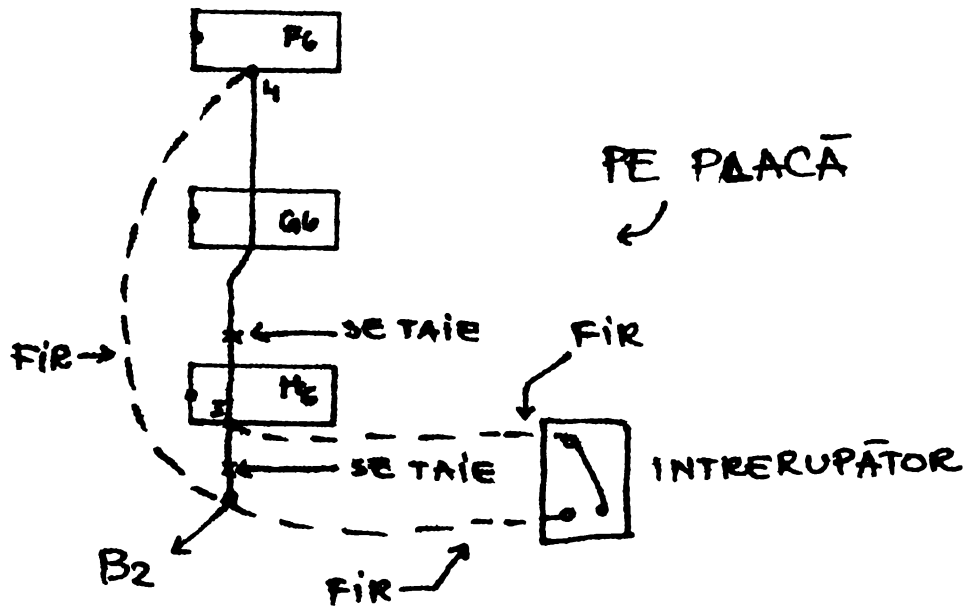 F6
4
PE PLACĂ
G6
SE TAIE
FIR
FIR
SE TAIE
INTRERUPĂTOR
B2
FIR